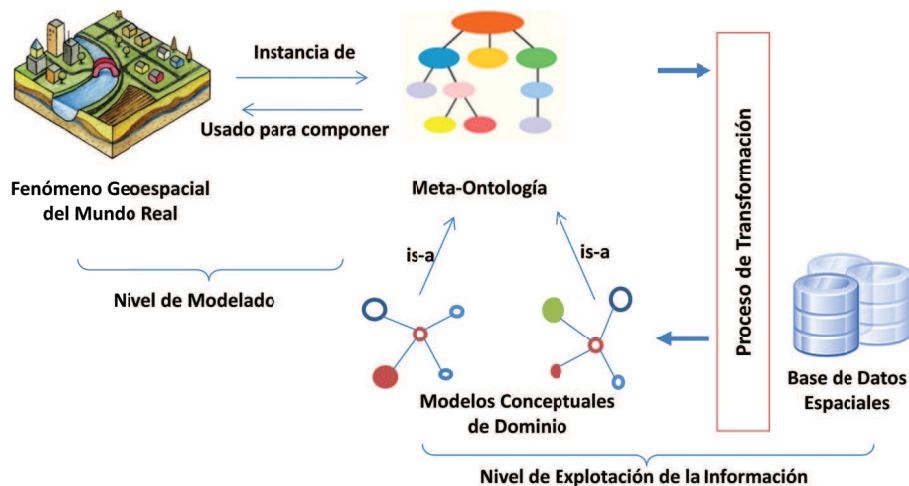 Instancia de
Usado para componer
Fenómeno Geoespacial
del Mundo Real
Meta-Ontología
Proceso de Transformación
is-a
is-a
Nivel de Modelado
Modelos Conceptuales
de Dominio
Base de Datos
Espaciales
Nivel de Explotación de la Información